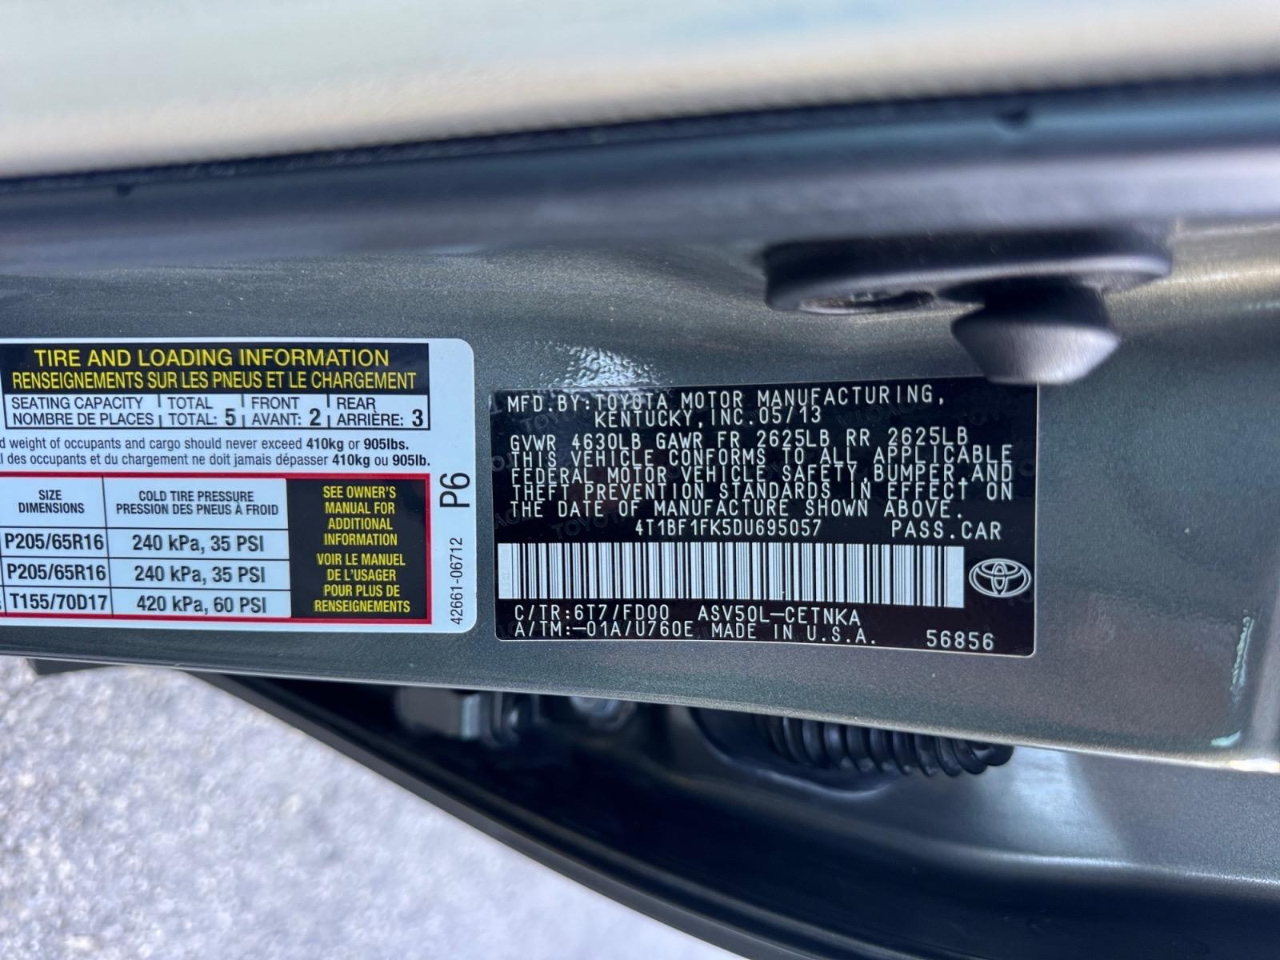 TIRE AND LOADING INFORMATION
RENSEIGNEMENTS SUR LES PNEUS ET LE CHARGEMENT
SEATING CAPACITY TOTAL FRONT REAR
NOMBRE DE PLACES TOTAL: 5 AVANT: 2 ARRIÈRE: 3
weight of occupants and cargo should never exceed 410kg or 905lbs.
des occupants et du chargement ne doit jamais dépasser 410kg ou 905lb.
SIZE
DIMENSIONS
COLD TIRE PRESSURE
PRESSION DES PNEUS À FROID
P205/65R16 240 kPa, 35 PSI
P205/65R16 240 kPa, 35 PSI
T155/70D17 420 kPa, 60 PSI
SEE OWNER'S
MANUAL FOR
ADDITIONAL
INFORMATION
VOIR LE MANUEL
DE L'USAGER
POUR PLUS DE
RENSEIGNEMENTS
P6
42661-06712
MFD.BY:TOYOTA MOTOR MANUFACTURING,
KENTUCKY, INC.05/13
GVWR 4630LB GAWR FR 2625LB RR 2625LB
THIS VEHICLE CONFORMS TO ALL APPLICABLE
FEDERAL MOTOR VEHICLE SAFETY,BUMPER,AND
THEFT PREVENTION STANDARDS IN EFFECT ON
THE DATE OF MANUFACTURE SHOWN ABOVE.
4T1BF1FK5DU695057 PASS.CAR
C/TR:6T7/FD00 ASV50L-CETNKA
A/TM:-01A/U760E MADE IN U.S.A. 56856